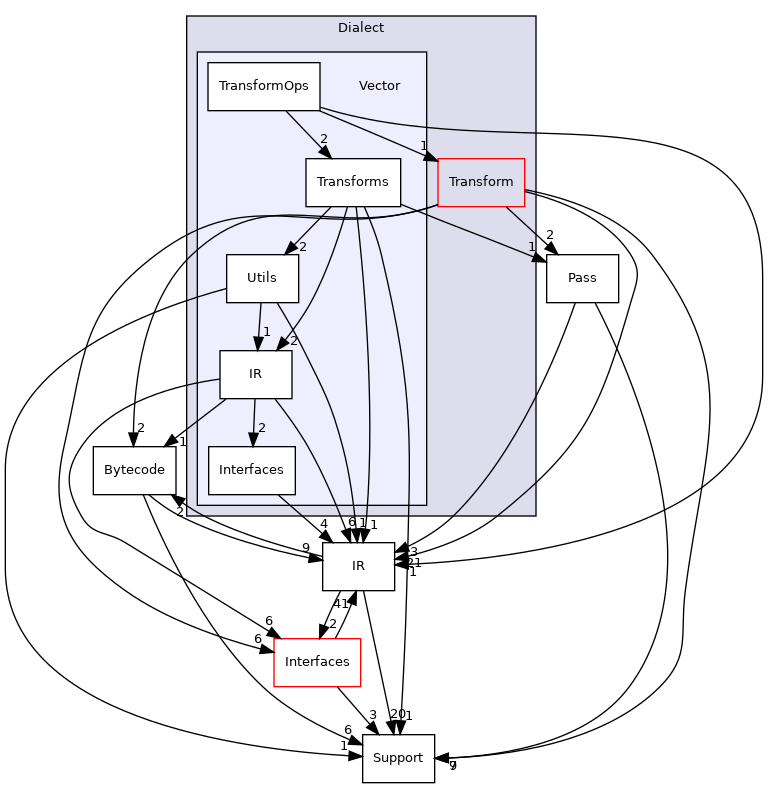 Dialect
TransformOps
Vector
2
1
Transforms
Transform
2
1
2
Utils
Pass
1
2
IR
2
1
2
Bytecode
Interfaces
2
4
6
1
1
9
3
21
1
IR
41
2
6
6
Interfaces
3
20
1
6
1
Support
9